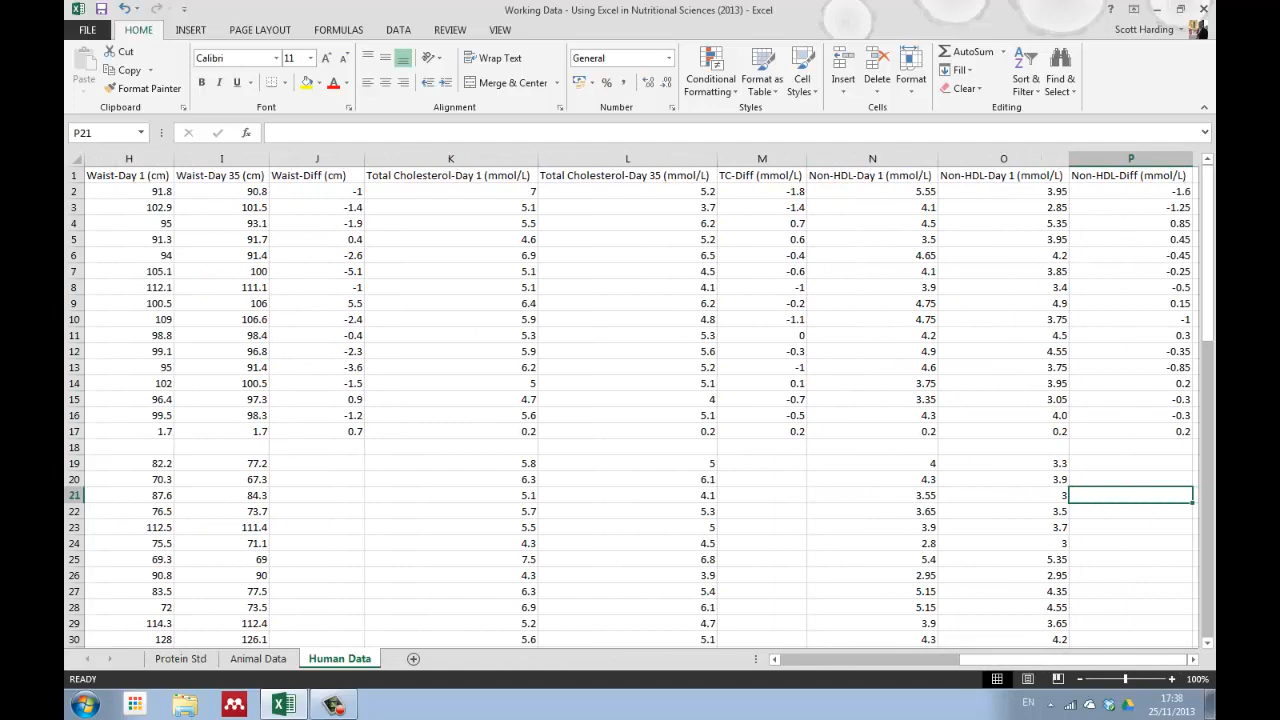 Working Data - Using Excel in Nutritional Sciences (2013) - Excel
FILE HOME INSERT PAGE LAYOUT FORMULAS DATA REVIEW VIEW Scott Harding
Paste Cut Copy Format Painter Clipboard
Calibri 11 B I U Font
Wrap Text Merge & Center Alignment
General % Number
Conditional Formatting Format as Table Cell Styles Styles
Insert Delete Format Cells
AutoSum Fill Clear Sort & Filter Find & Select Editing
P21 fx
H I J K L M N O P
1 Waist-Day 1 (cm) Waist-Day 35 (cm) Waist-Diff (cm) Total Cholesterol-Day 1 (mmol/L) Total Cholesterol-Day 35 (mmol/L) TC-Diff (mmol/L) Non-HDL-Day 1 (mmol/L) Non-HDL-Day 1 (mmol/L) Non-HDL-Diff (mmol/L)
2 91.8 90.8 -1 7 5.2 -1.8 5.55 3.95 -1.6
3 102.9 101.5 -1.4 5.1 3.7 -1.4 4.1 2.85 -1.25
4 95 93.1 -1.9 5.5 6.2 0.7 4.5 5.35 0.85
5 91.3 91.7 0.4 4.6 5.2 0.6 3.5 3.95 0.45
6 94 91.4 -2.6 6.9 6.5 -0.4 4.65 4.2 -0.45
7 105.1 100 -5.1 5.1 4.5 -0.6 4.1 3.85 -0.25
8 112.1 111.1 -1 5.1 4.1 -1 3.9 3.4 -0.5
9 100.5 106 5.5 6.4 6.2 -0.2 4.75 4.9 0.15
10 109 106.6 -2.4 5.9 4.8 -1.1 4.75 3.75 -1
11 98.8 98.4 -0.4 5.3 5.3 0 4.2 4.5 0.3
12 99.1 96.8 -2.3 5.9 5.6 -0.3 4.9 4.55 -0.35
13 95 91.4 -3.6 6.2 5.2 -1 4.6 3.75 -0.85
14 102 100.5 -1.5 5 5.1 0.1 3.75 3.95 0.2
15 96.4 97.3 0.9 4.7 4 -0.7 3.35 3.05 -0.3
16 99.5 98.3 -1.2 5.6 5.1 -0.5 4.3 4.0 -0.3
17 1.7 1.7 0.7 0.2 0.2 0.2 0.2 0.2 0.2
18
19 82.2 77.2 5.8 5 4 3.3
20 70.3 67.3 6.3 6.1 4.3 3.9
21 87.6 84.3 5.1 4.1 3.55 3
22 76.5 73.7 5.7 5.3 3.65 3.5
23 112.5 111.4 5.5 5 3.9 3.7
24 75.5 71.1 4.3 4.5 2.8 3
25 69.3 69 7.5 6.8 5.4 5.35
26 90.8 90 4.3 3.9 2.95 2.95
27 83.5 77.5 6.3 5.4 5.15 4.35
28 72 73.5 6.9 6.1 5.15 4.55
29 114.3 112.4 5.2 4.7 3.9 3.65
30 128 126.1 5.6 5.1 4.3 4.2
Protein Std Animal Data Human Data
READY 100%
EN 17:38
25/11/2013